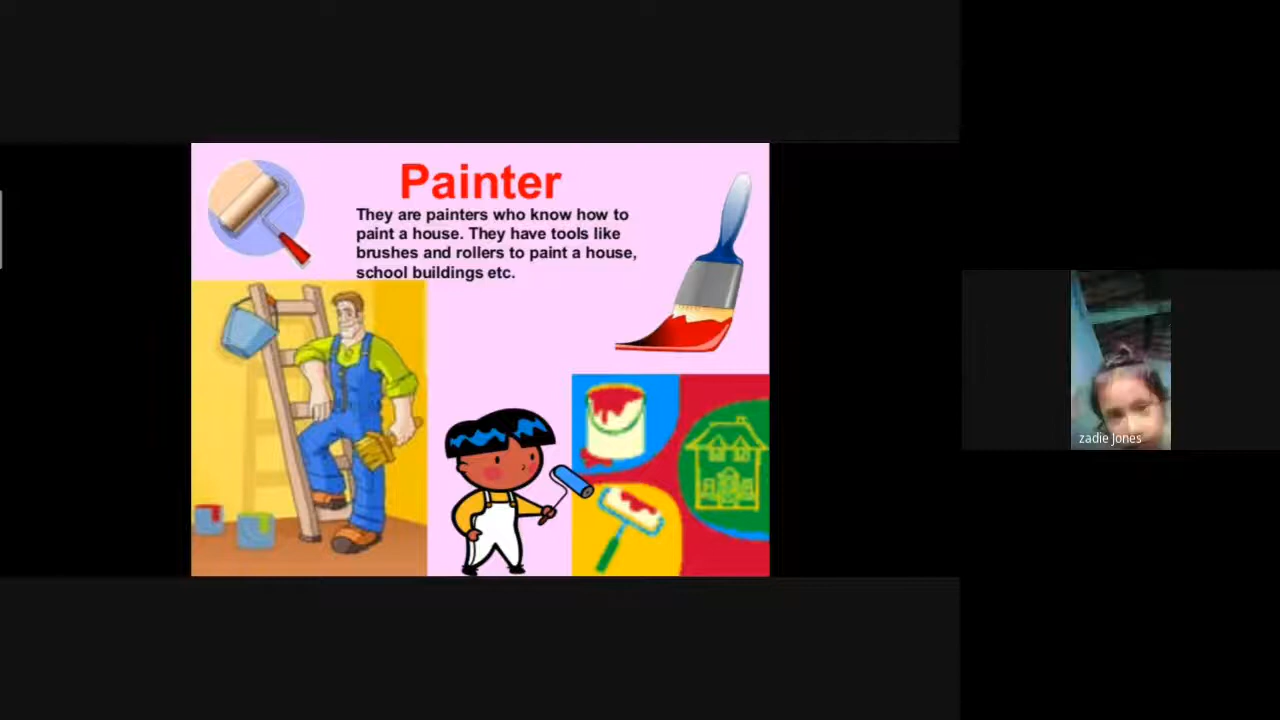 Painter
They are painters who know how to
paint a house. They have tools like
brushes and rollers to paint a house,
school buildings etc.
zadie Jones